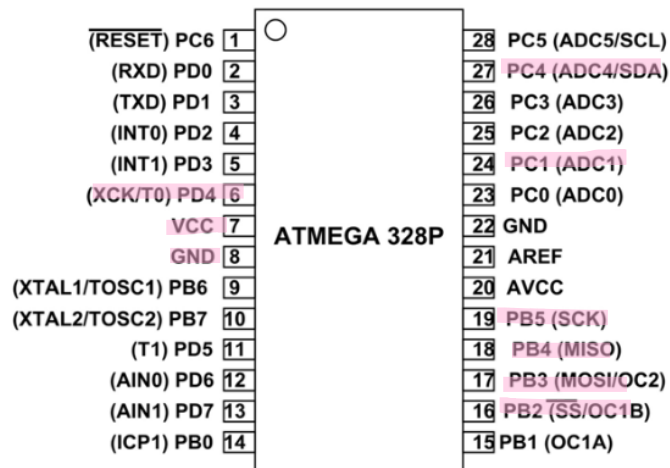 (RESET) PC6 1
(RXD) PD0 2
(TXD) PD1 3
(INT0) PD2 4
(INT1) PD3 5
(XCK/T0) PD4 6
VCC 7
GND 8
(XTAL1/TOSC1) PB6 9
(XTAL2/TOSC2) PB7 10
(T1) PD5 11
(AIN0) PD6 12
(AIN1) PD7 13
(ICP1) PB0 14
ATMEGA 328P
28 PC5 (ADC5/SCL)
27 PC4 (ADC4/SDA)
26 PC3 (ADC3)
25 PC2 (ADC2)
24 PC1 (ADC1)
23 PC0 (ADC0)
22 GND
21 AREF
20 AVCC
19 PB5 (SCK)
18 PB4 (MISO)
17 PB3 (MOSI/OC2)
16 PB2 (SS/OC1B)
15 PB1 (OC1A)